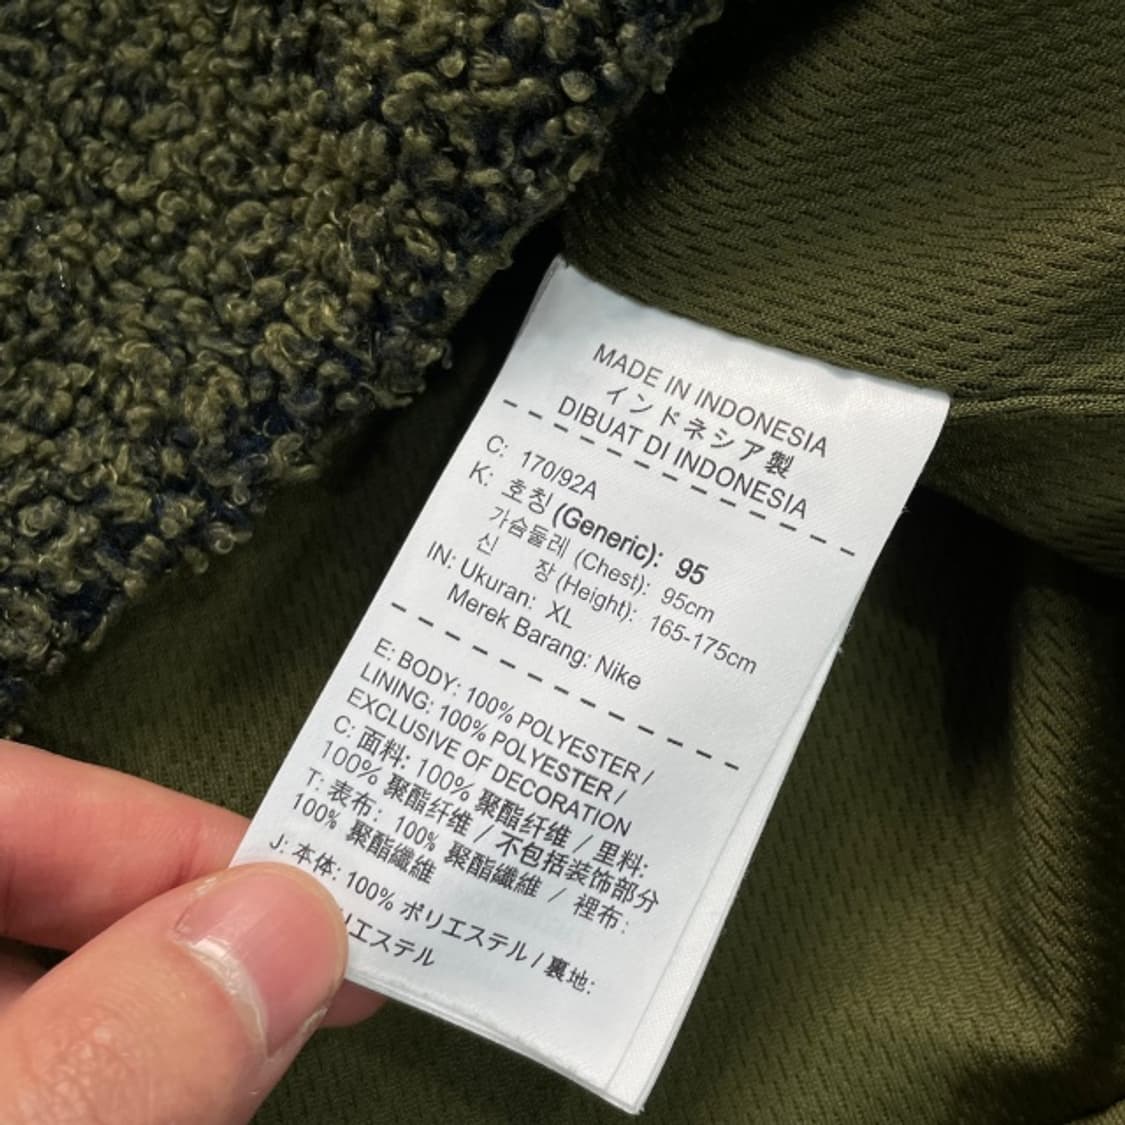 MADE IN INDONESIA
インドネシア製
DIBUAT DI INDONESIA
C: 170/92A
K: 호칭 (Generic): 95
가슴둘레 (Chest): 95cm
신 장 (Height): 165-175cm
IN: Ukuran: XL
Merek Barang: Nike
E: BODY: 100% POLYESTER /
LINING: 100% POLYESTER /
EXCLUSIVE OF DECORATION
C: 面料: 100% 聚酯纤维 / 里料:
100% 聚酯纤维 / 不包括装饰部分
T: 表布: 100% 聚酯纖維 / 裡布:
100% 聚酯纖維
J: 本体: 100% ポリエステル / 裏地:
リエステル